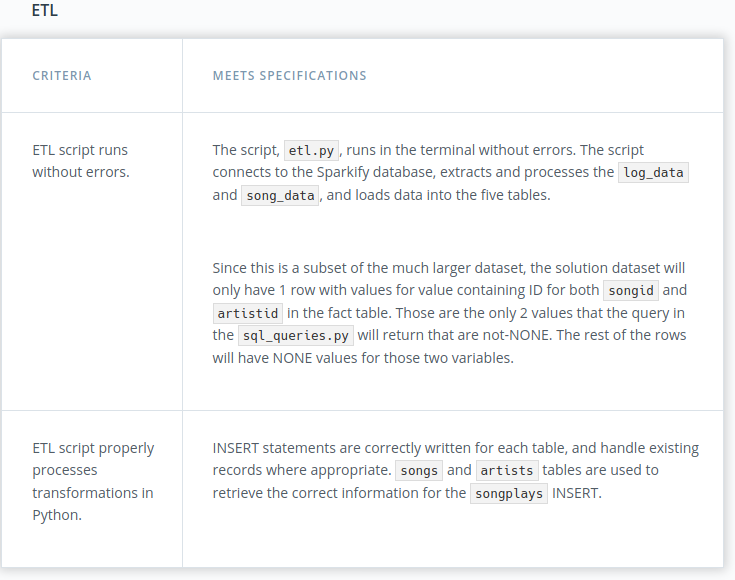 ETL
CRITERIA
MEETS SPECIFICATIONS
ETL script runs
without errors.
The script, etl.py, runs in the terminal without errors. The script
connects to the Sparkify database, extracts and processes the log_data
and song_data, and loads data into the five tables.
Since this is a subset of the much larger dataset, the solution dataset will
only have 1 row with values for value containing ID for both songid and
artistid in the fact table. Those are the only 2 values that the query in
the sql_queries.py will return that are not-NONE. The rest of the rows
will have NONE values for those two variables.
ETL script properly
processes
transformations in
Python.
INSERT statements are correctly written for each table, and handle existing
records where appropriate. songs and artists tables are used to
retrieve the correct information for the songplays INSERT.